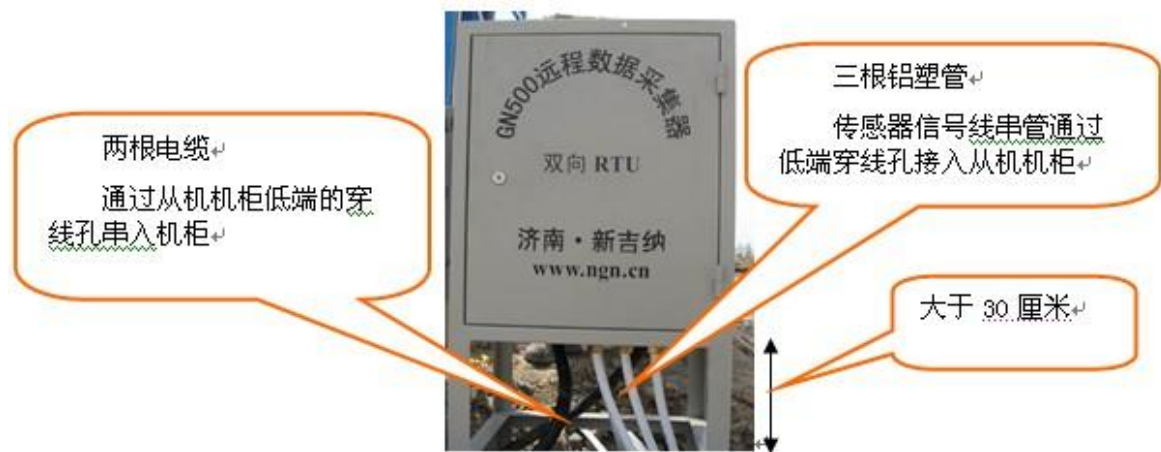 GN500远程数据采集器
双向 RTU
济南·新吉纳
www.ngn.cn
两根电缆
通过从机机柜低端的穿
线孔串入机柜
三根铝塑管
传感器信号线串管通过
低端穿线孔接入从机机柜
大于 30 厘米